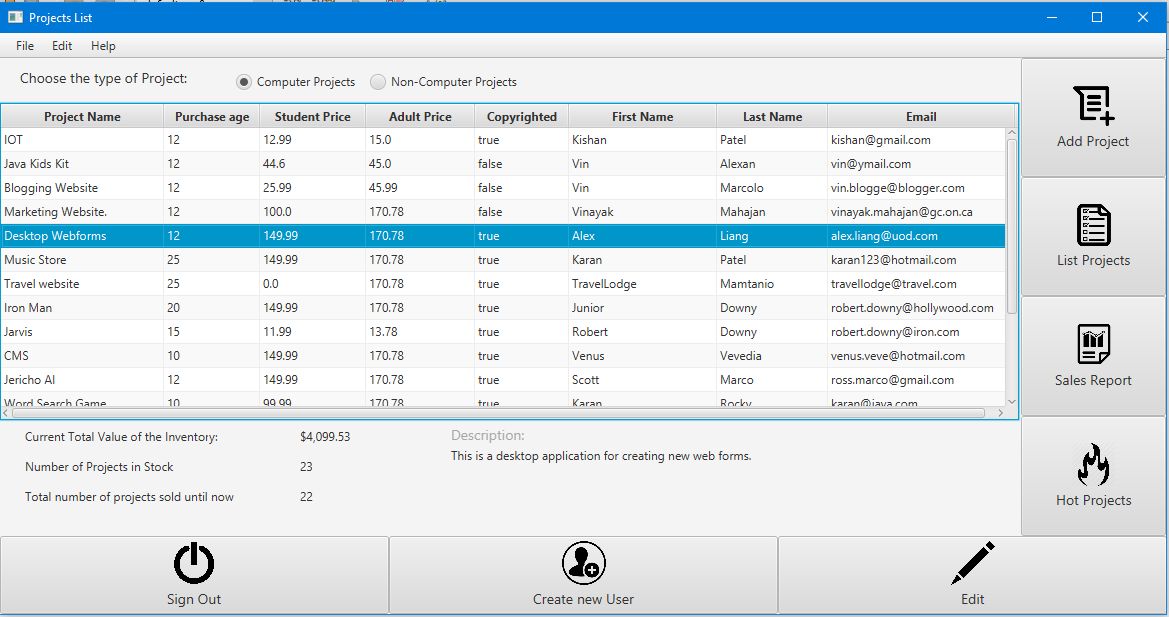 Projects List
File Edit Help
Choose the type of Project: Computer Projects Non-Computer Projects
Project Name Purchase age Student Price Adult Price Copyrighted First Name Last Name Email
IOT 12 12.99 15.0 true Kishan Patel kishan@gmail.com
Java Kids Kit 12 44.6 45.0 false Vin Alexan vin@ymail.com
Blogging Website 12 25.99 45.99 false Vin Marcolo vin.blogge@blogger.com
Marketing Website. 12 100.0 170.78 false Vinayak Mahajan vinayak.mahajan@gc.on.ca
Desktop Webforms 12 149.99 170.78 true Alex Liang alex.liang@uod.com
Music Store 25 149.99 170.78 true Karan Patel karan123@hotmail.com
Travel website 25 0.0 170.78 true TravelLodge Mamtanio travellodge@travel.com
Iron Man 20 149.99 170.78 true Junior Downy robert.downy@hollywood.com
Jarvis 15 11.99 13.78 true Robert Downy robert.downy@iron.com
CMS 10 149.99 170.78 true Venus Vevedia venus.veve@hotmail.com
Jericho AI 12 149.99 170.78 true Scott Marco ross.marco@gmail.com
Word Search Game 10 99.99 170.78 true Karan Rocky karan@java.com
Current Total Value of the Inventory: $4,099.53
Number of Projects in Stock 23
Total number of projects sold until now 22
Description:
This is a desktop application for creating new web forms.
Add Project
List Projects
Sales Report
Hot Projects
Sign Out
Create new User
Edit